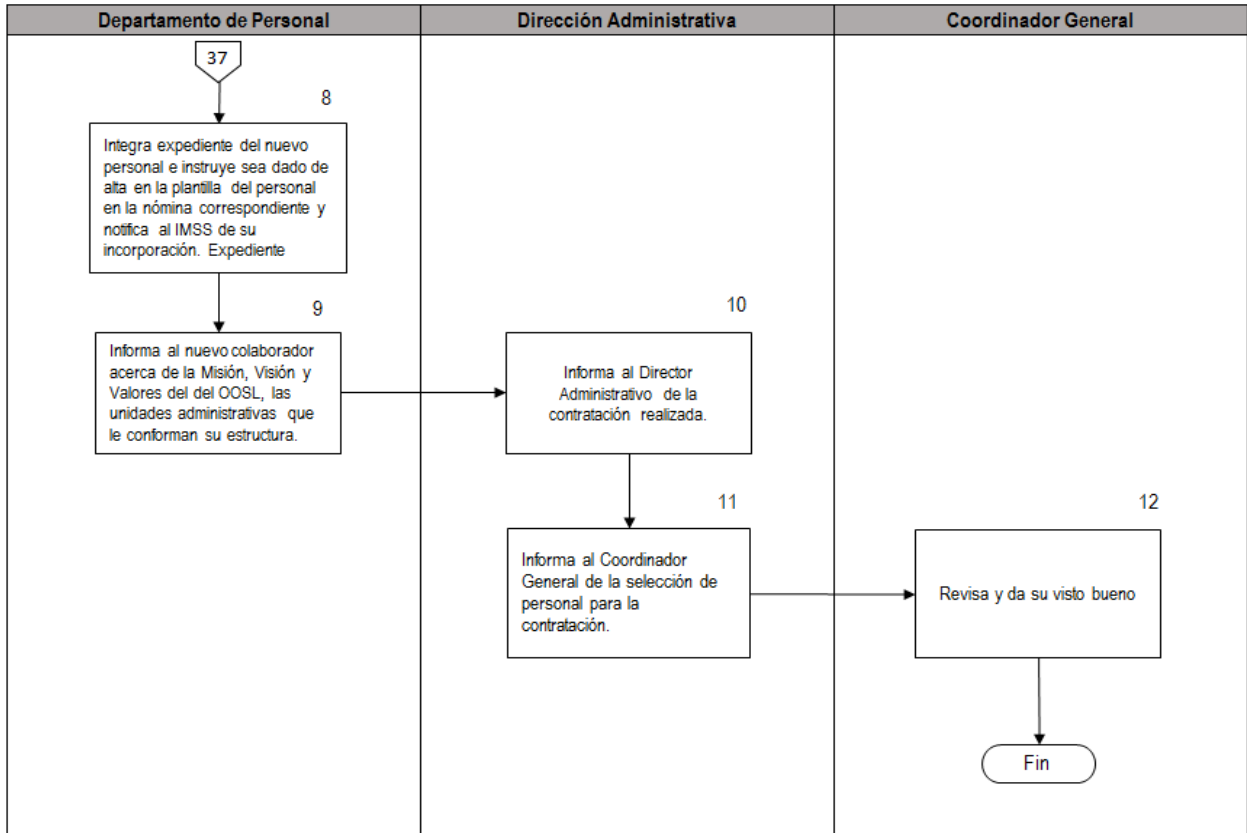 Departamento de Personal
Dirección Administrativa
Coordinador General
37
8
Integra expediente del nuevo
personal e instruye sea dado de
alta en la plantilla del personal
en la nómina correspondiente y
notifica al IMSS de su
incorporación. Expediente
9
Informa al nuevo colaborador
acerca de la Misión, Visión y
Valores del del OOSL, las
unidades administrativas que
le conforman su estructura.
10
Informa al Director
Administrativo de la
contratación realizada.
11
Informa al Coordinador
General de la selección de
personal para la
contratación.
12
Revisa y da su visto bueno
Fin